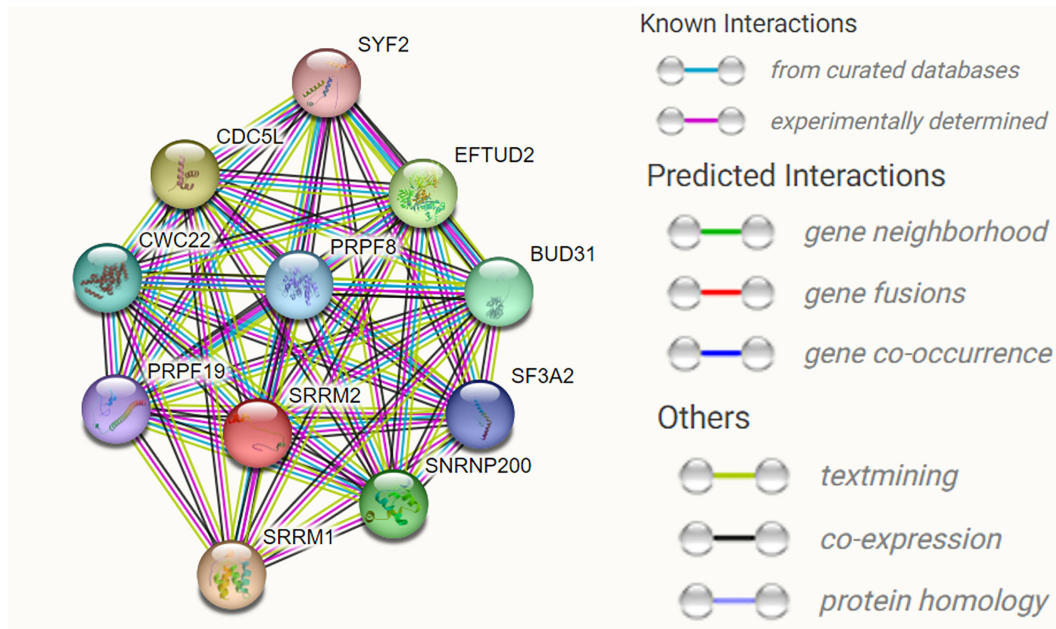 SYF2
CDC5L
EFTUD2
CWC22
PRPF8
BUD31
PRPF19
SRRM2
SF3A2
SNRNP200
SRRM1
Known Interactions
from curated databases
experimentally determined
Predicted Interactions
gene neighborhood
gene fusions
gene co-occurrence
Others
textmining
co-expression
protein homology